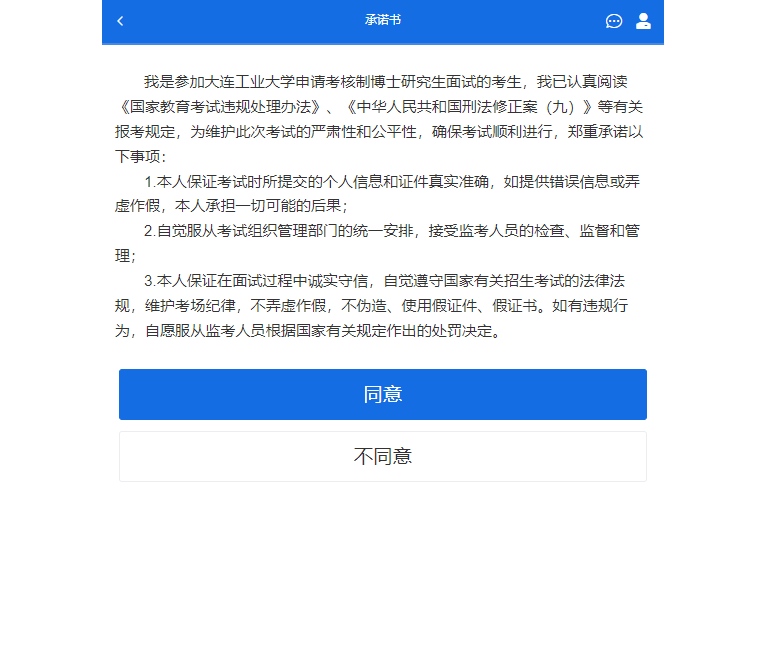 承诺书
我是参加大连工业大学申请考核制博士研究生面试的考生，我已认真阅读
《国家教育考试违规处理办法》、《中华人民共和国刑法修正案（九）》等有关
报考规定，为维护此次考试的严肃性和公平性，确保考试顺利进行，郑重承诺以
下事项：
1.本人保证考试时所提交的个人信息和证件真实准确，如提供错误信息或弄
虚作假，本人承担一切可能的后果；
2.自觉服从考试组织管理部门的统一安排，接受监考人员的检查、监督和管
理；
3.本人保证在面试过程中诚实守信，自觉遵守国家有关招生考试的法律法
规，维护考场纪律，不弄虚作假，不伪造、使用假证件、假证书。如有违规行
为，自愿服从监考人员根据国家有关规定作出的处罚决定。
同意
不同意